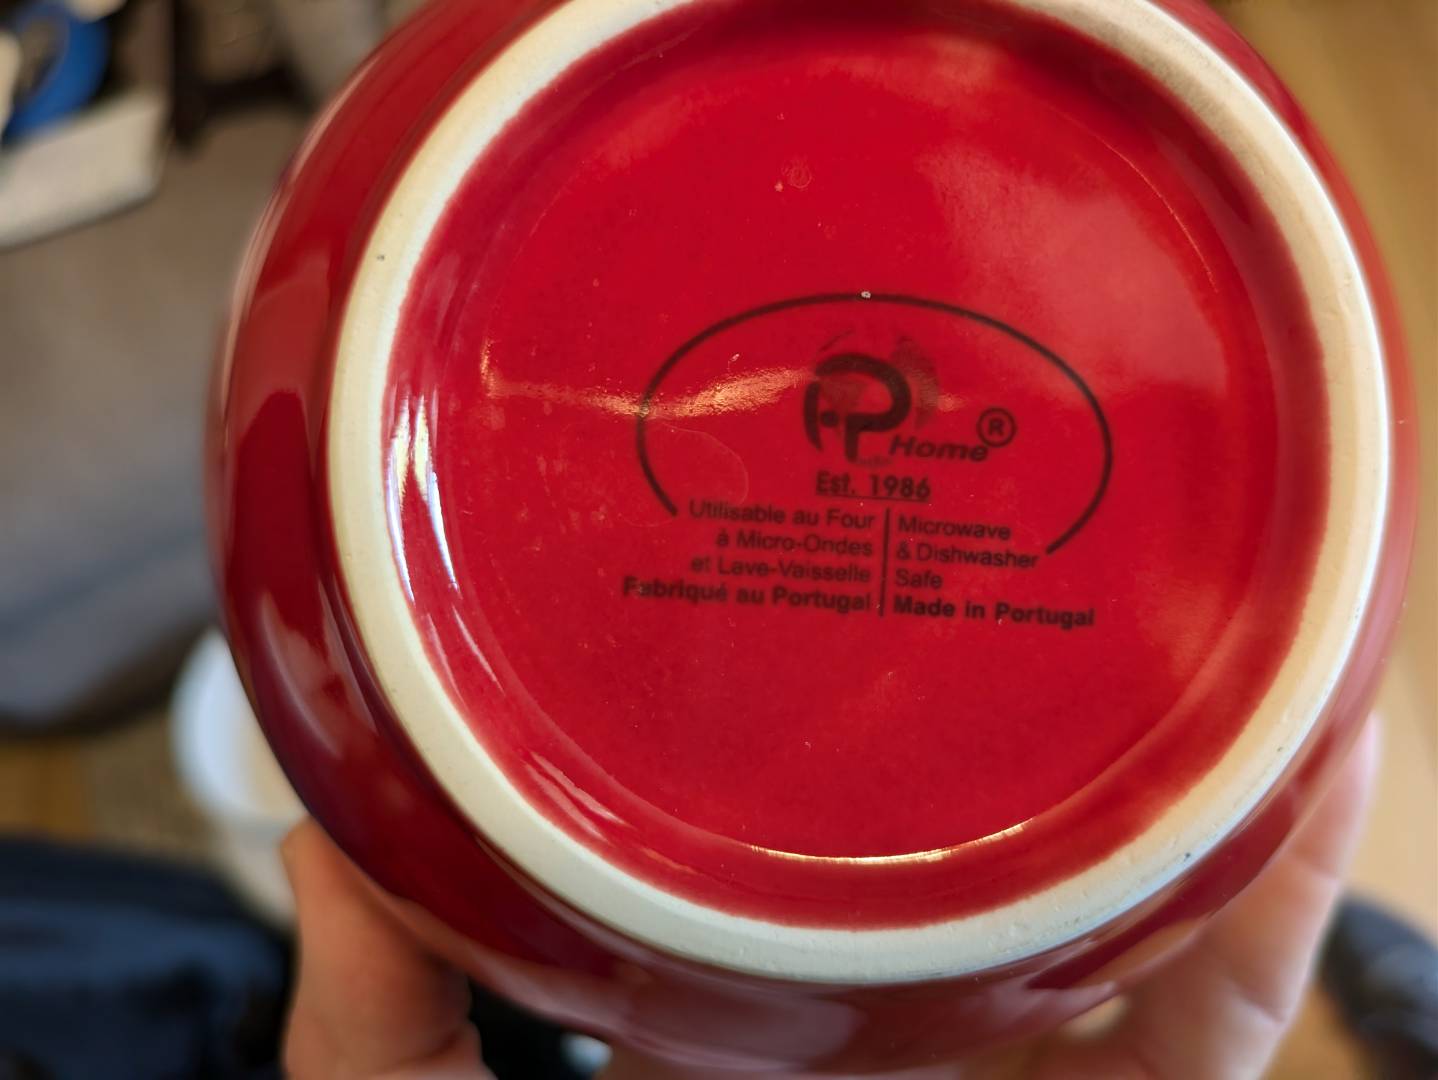 P Home®
Est. 1986
Utilisable au Four
à Micro-Ondes
et Lave-Vaisselle
Fabriqué au Portugal
Microwave
& Dishwasher
Safe
Made in Portugal